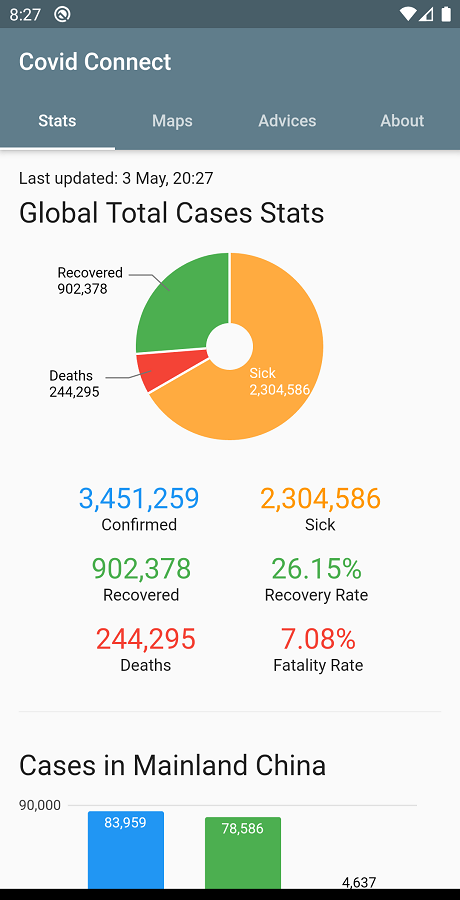 8:27
Covid Connect
Stats Maps Advices About
Last updated: 3 May, 20:27
Global Total Cases Stats
Recovered
902,378
Deaths
244,295
Sick
2,304,586
3,451,259 2,304,586
Confirmed Sick
902,378 26.15%
Recovered Recovery Rate
244,295 7.08%
Deaths Fatality Rate
Cases in Mainland China
90,000
83,959
78,586
4,637